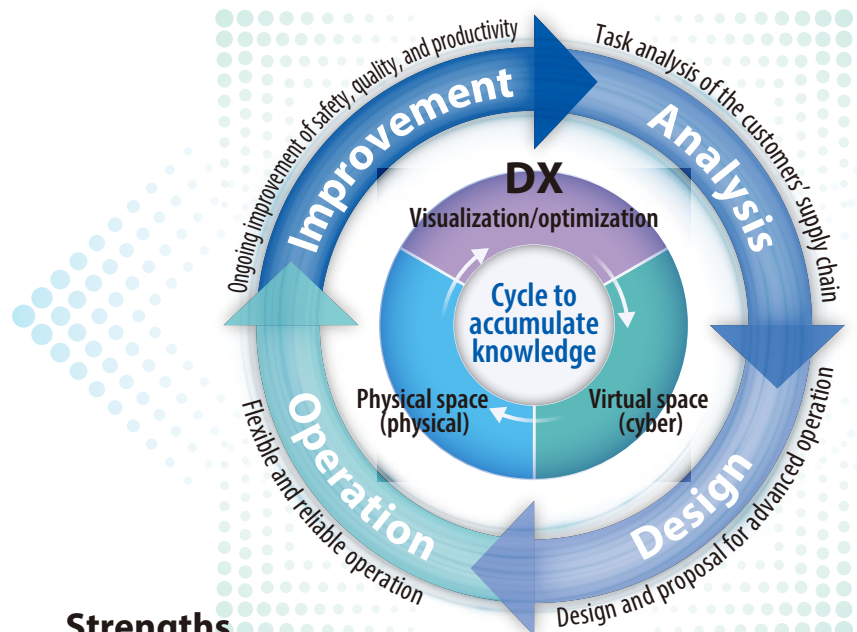 Improvement
Ongoing improvement of safety, quality, and productivity
Analysis
Task analysis of the customers' supply chain
Design
Design and proposal for advanced operation
Operation
Flexible and reliable operation
DX
Visualization/optimization
Virtual space
(cyber)
Physical space
(physical)
Cycle to
accumulate
knowledge
Strengths